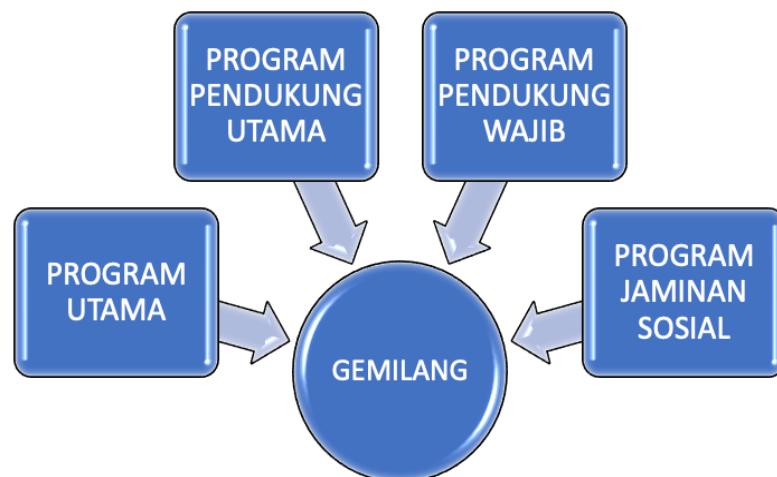 PROGRAM
PENDUKUNG
UTAMA
PROGRAM
PENDUKUNG
WAJIB
PROGRAM
UTAMA
PROGRAM
JAMINAN
SOSIAL
GEMILANG